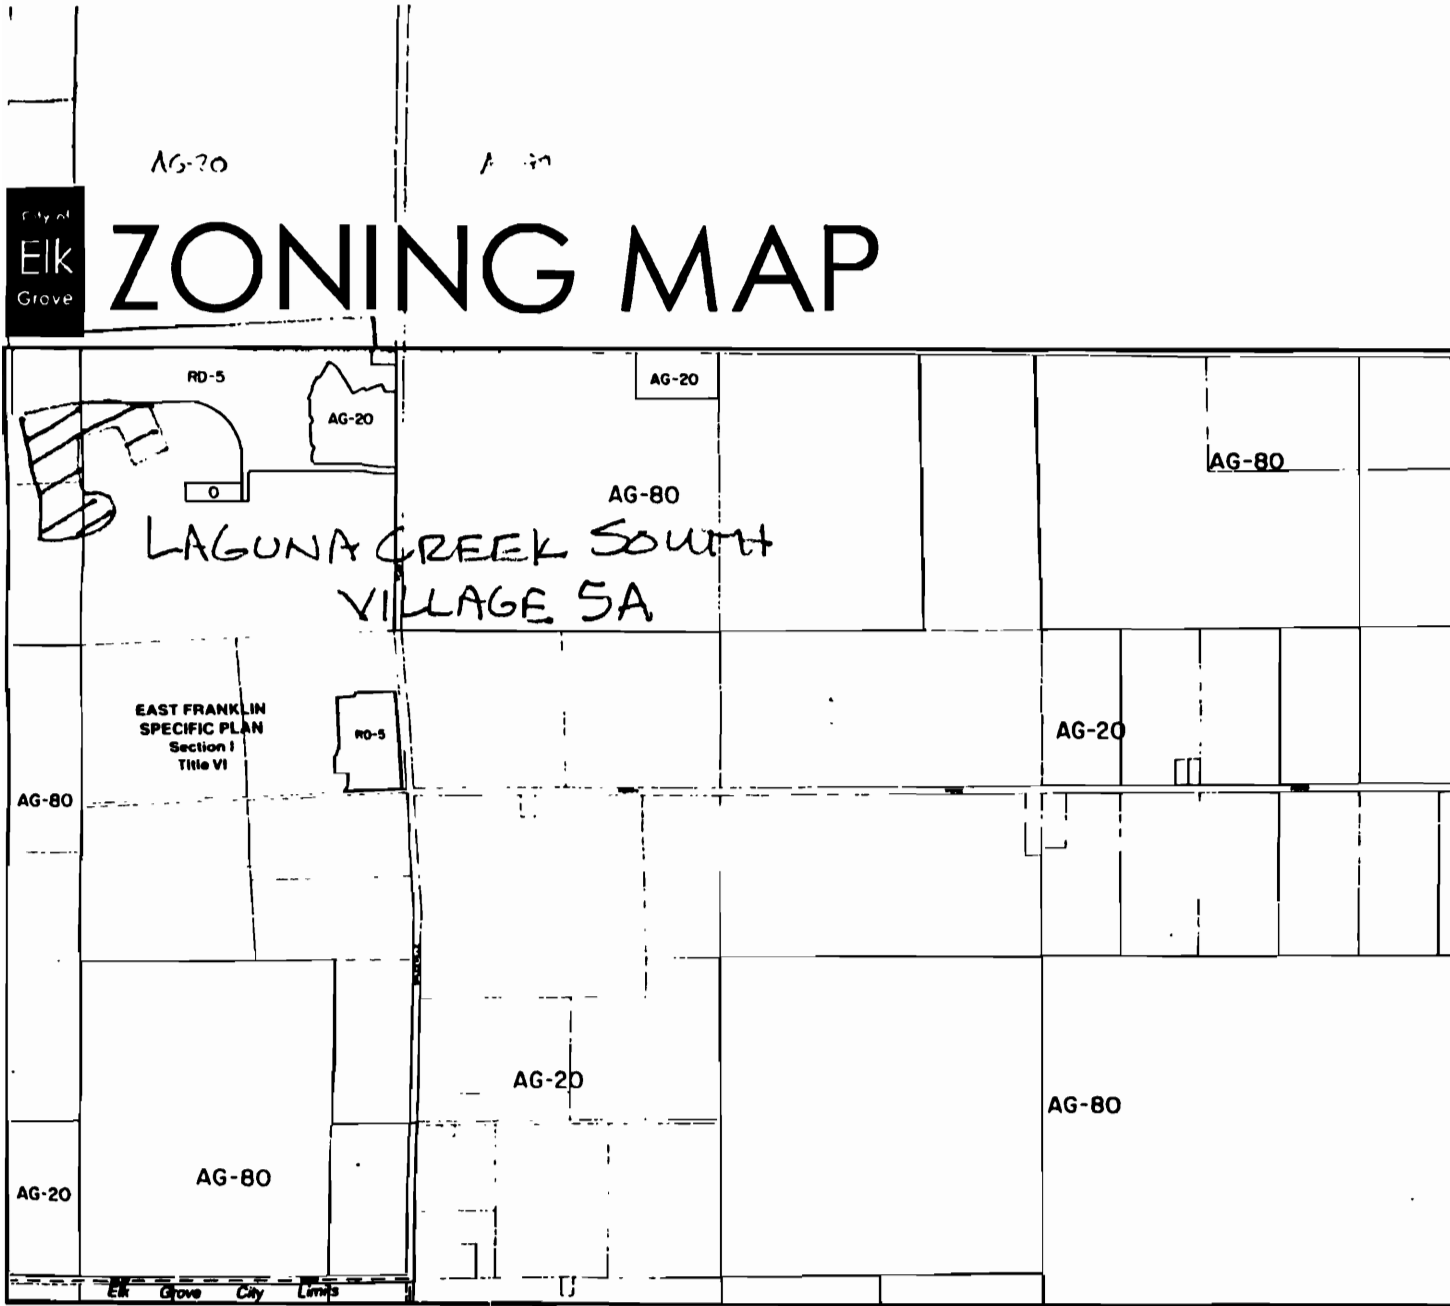 AG-20
City of
Elk
Grove
ZONING MAP
RD-5
AG-20
AG-20
AG-80
AG-80
O
LAGUNA CREEK SOUTH
VILLAGE 5A
EAST FRANKLIN
SPECIFIC PLAN
Section I
Title VI
RD-5
AG-20
AG-80
AG-20
AG-80
AG-80
AG-20
Elk Grove City Limits